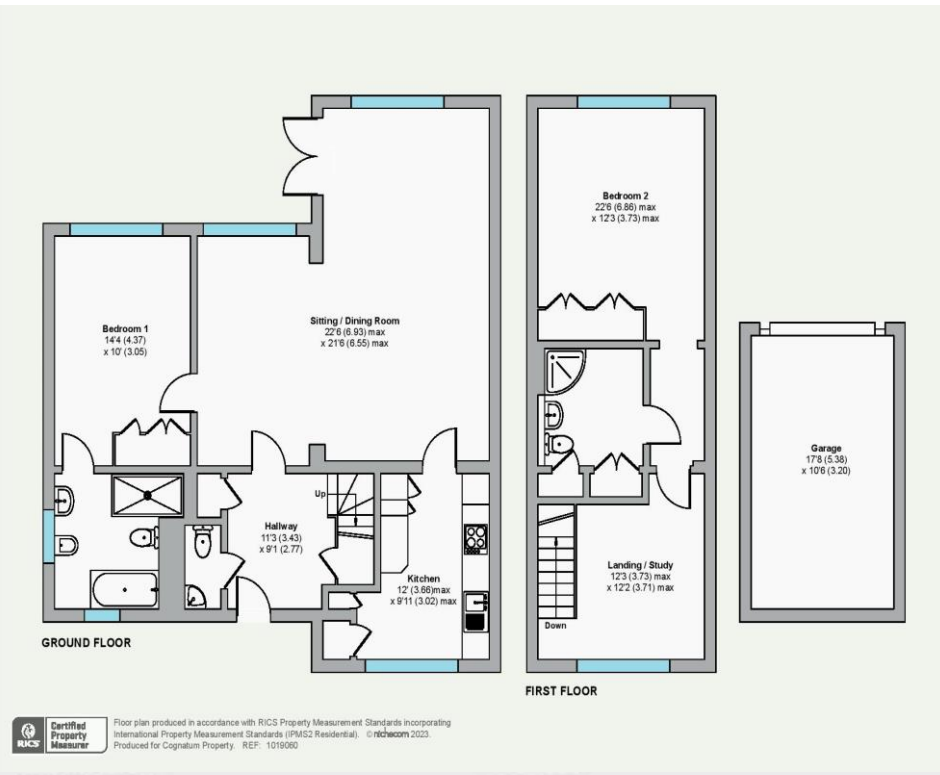 Bedroom 2
22'6 (6.86) max
x 12'3 (3.73) max
Bedroom 1
14'4 (4.37)
x 10' (3.05)
Sitting / Dining Room
22'6 (6.93) max
x 21'6 (6.55) max
Garage
17'8 (5.38)
x 10'6 (3.20)
Up
Hallway
11'3 (3.43)
x 9'1 (2.77)
Kitchen
12' (3.66)max
x 9'11 (3.02) max
Landing / Study
12'3 (3.73) max
x 12'2 (3.71) max
Down
GROUND FLOOR
FIRST FLOOR
RICS
Certified
Property
Measurer
Floor plan produced in accordance with RICS Property Measurement Standards incorporating
International Property Measurement Standards (IPMS2 Residential). © nichecom 2023.
Produced for Cognatum Property. REF: 1019060